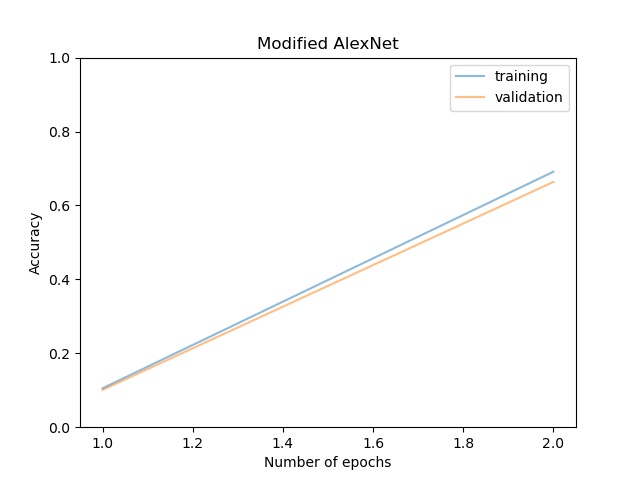 Modified AlexNet
training
validation
Accuracy
1.0
0.8
0.6
0.4
0.2
0.0
1.0 1.2 1.4 1.6 1.8 2.0
Number of epochs